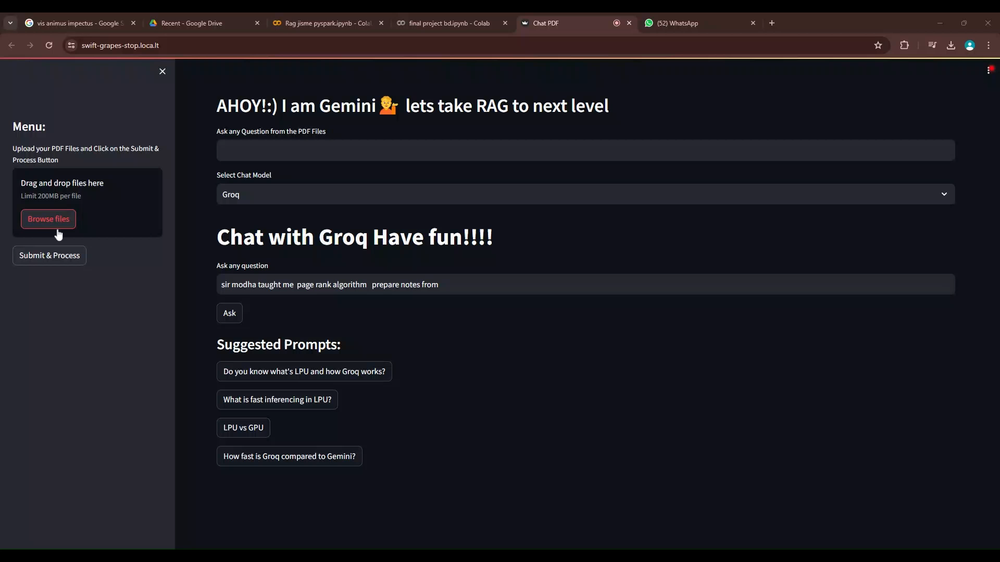 vis animus impectus - Google S
Recent - Google Drive
Rag jisme pyspark.ipynb - Cola
final project bd.ipynb - Colab
Chat PDF
(52) WhatsApp
swift-grapes-stop.loca.lt
Menu:
Upload your PDF Files and Click on the Submit &
Process Button
Drag and drop files here
Limit 200MB per file
Browse files
Submit & Process
AHOY!:) I am Gemini💁 lets take RAG to next level
Ask any Question from the PDF Files
Select Chat Model
Groq
Chat with Groq Have fun!!!!
Ask any question
sir modha taught me  page rank algorithm   prepare notes from
Ask
Suggested Prompts:
Do you know what's LPU and how Groq works?
What is fast inferencing in LPU?
LPU vs GPU
How fast is Groq compared to Gemini?